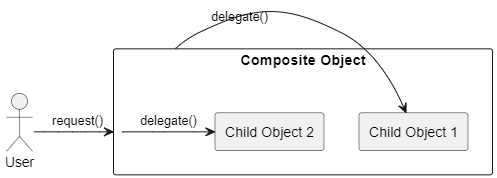 delegate()
Composite Object
request()
delegate()
Child Object 2
Child Object 1
User